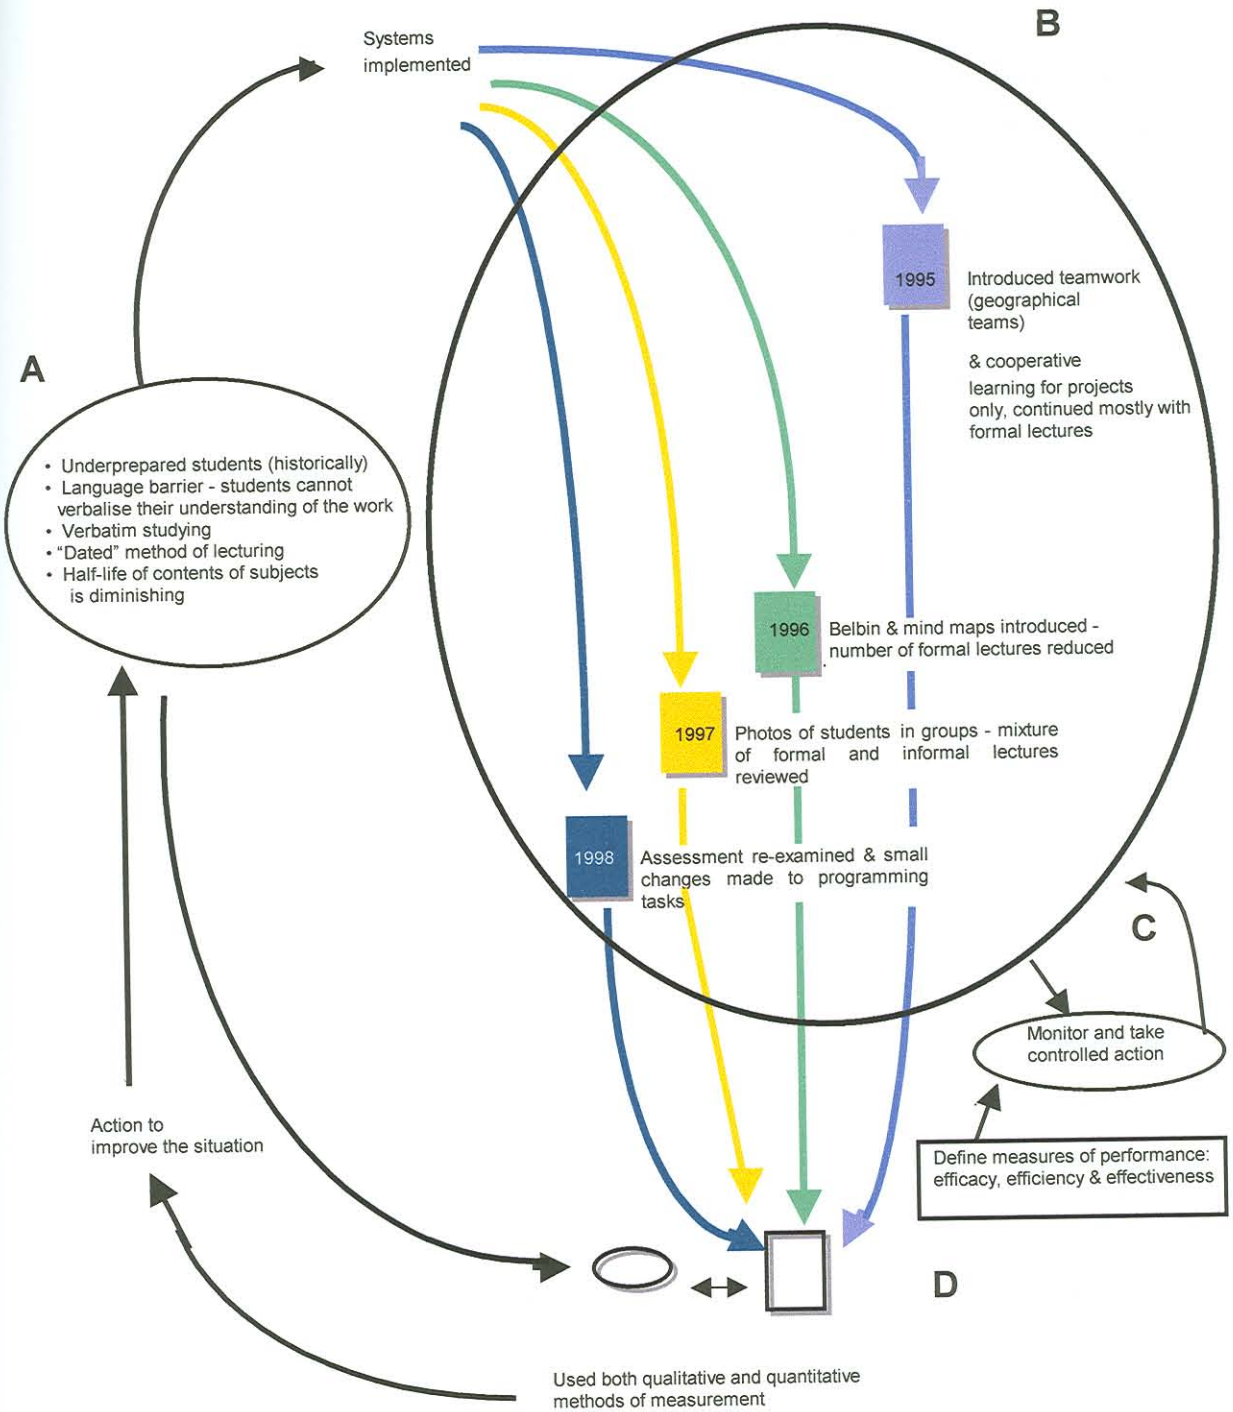 B
Systems
implemented
1995
Introduced teamwork
(geographical
teams)
& cooperative
learning for projects
only, continued mostly with
formal lectures
A
• Underprepared students (historically)
• Language barrier - students cannot
verbalise their understanding of the work
• Verbatim studying
• “Dated” method of lecturing
• Half-life of contents of subjects
is diminishing
1996
Belbin & mind maps introduced -
number of formal lectures reduced
1997
Photos of students in groups - mixture
of formal and informal lectures
reviewed
1998
Assessment re-examined & small
changes made to programming
tasks
C
Monitor and take
controlled action
Action to
improve the situation
Define measures of performance:
efficacy, efficiency & effectiveness
D
Used both qualitative and quantitative
methods of measurement